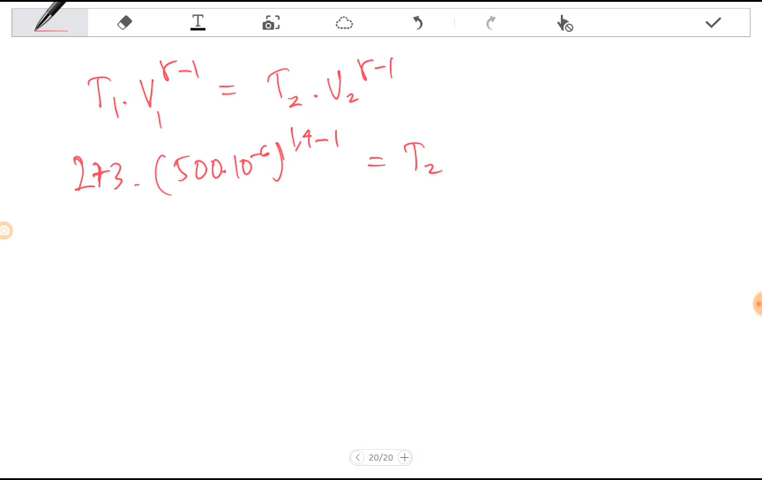 T
T₁ · V₁^(γ-1) = T₂ · V₂^(γ-1)
273 · (500·10⁻⁶)^(1,4-1) = T₂
20/20